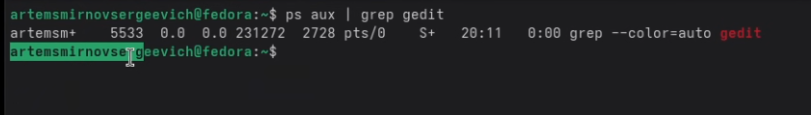 artemsmirnovsergeevich@fedora:~$ ps aux | grep gedit
artemsm+    5533  0.0  0.0 231272  2728 pts/0    S+   20:11   0:00 grep --color=auto gedit
artemsmirnovsergeevich@fedora:~$